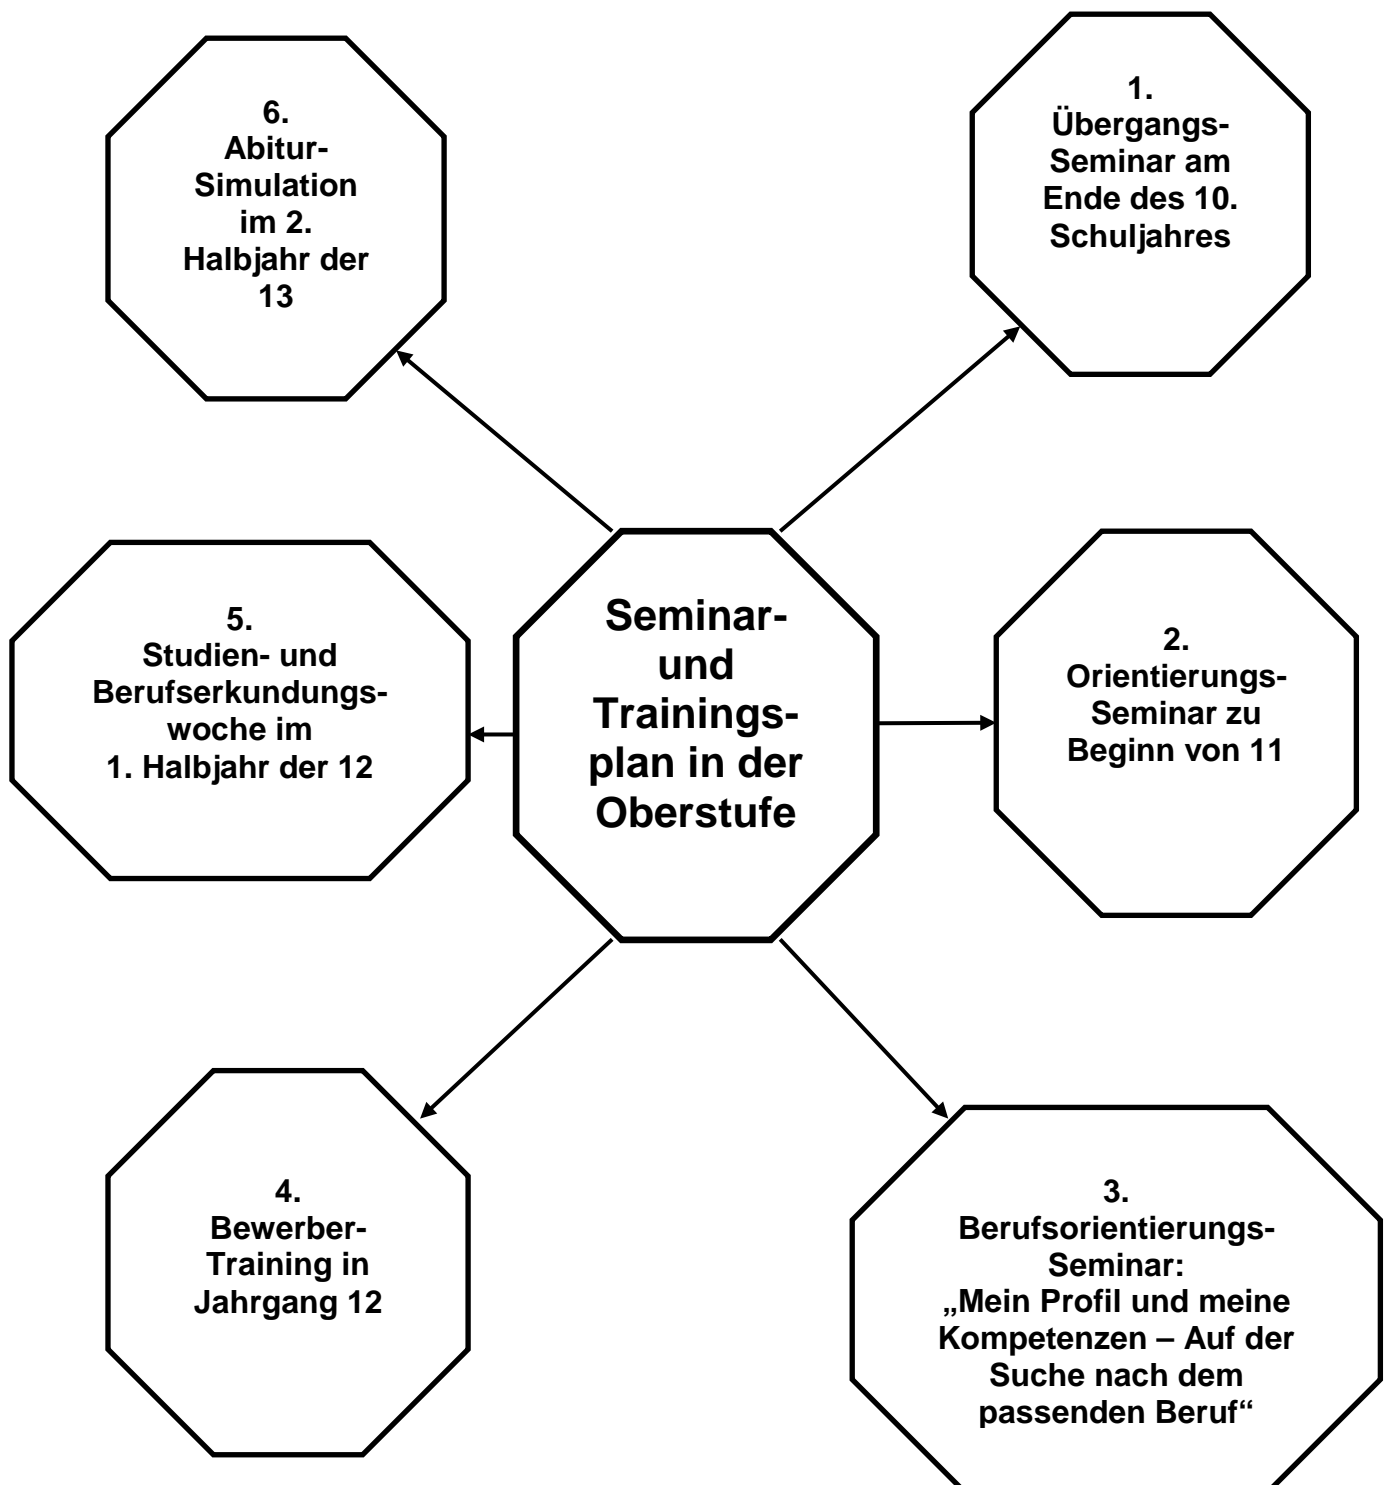 Seminar-
und
Trainings-
plan in der
Oberstufe
1.
Übergangs-
Seminar am
Ende des 10.
Schuljahres
2.
Orientierungs-
Seminar zu
Beginn von 11
3.
Berufsorientierungs-
Seminar:
„Mein Profil und meine
Kompetenzen – Auf der
Suche nach dem
passenden Beruf“
4.
Bewerber-
Training in
Jahrgang 12
5.
Studien- und
Berufserkundungs-
woche im
1. Halbjahr der 12
6.
Abitur-
Simulation
im 2.
Halbjahr der
13